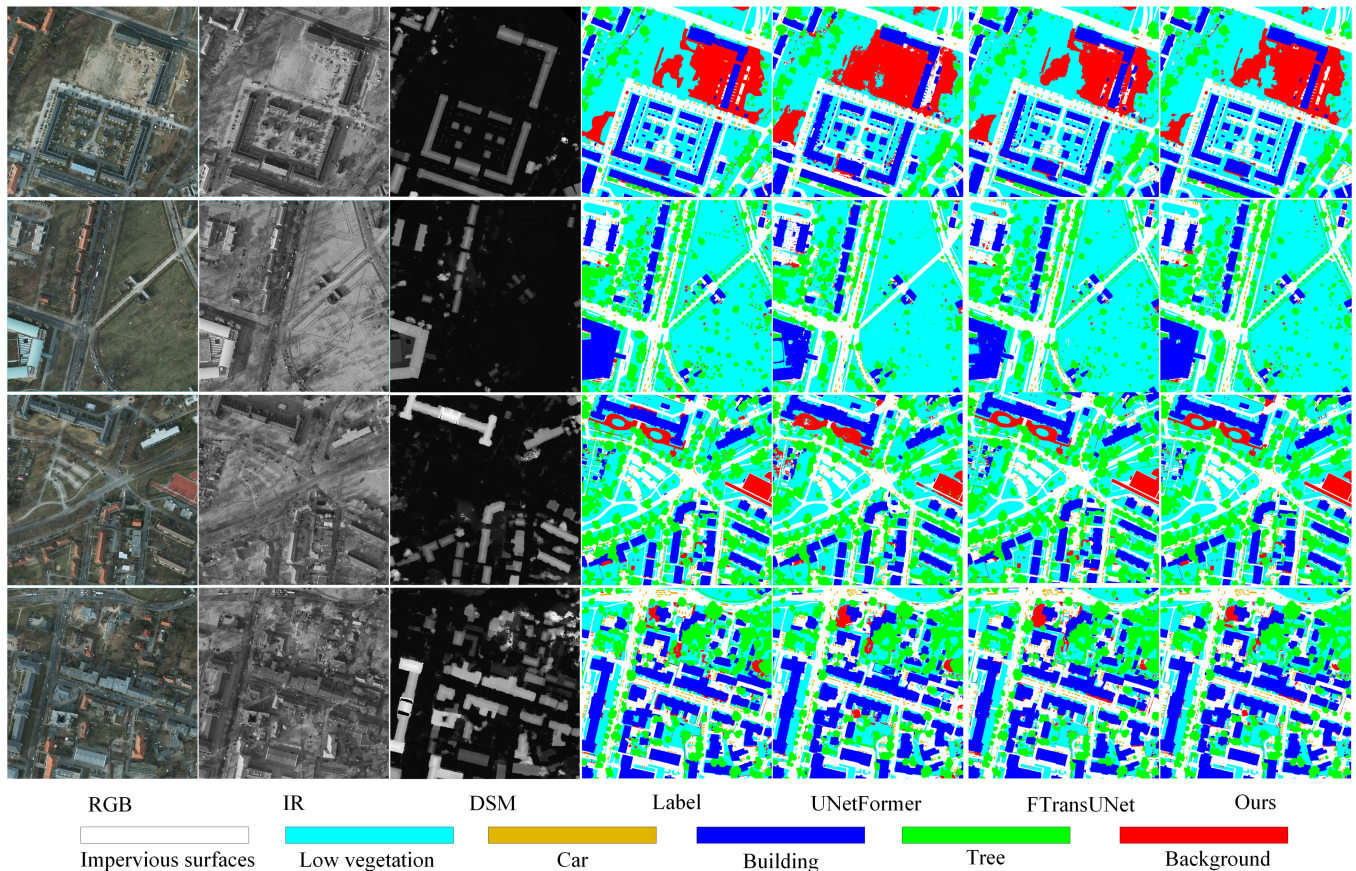 RGB IR DSM Label UNetFormer FTransUNet Ours
Impervious surfaces Low vegetation Car Building Tree Background